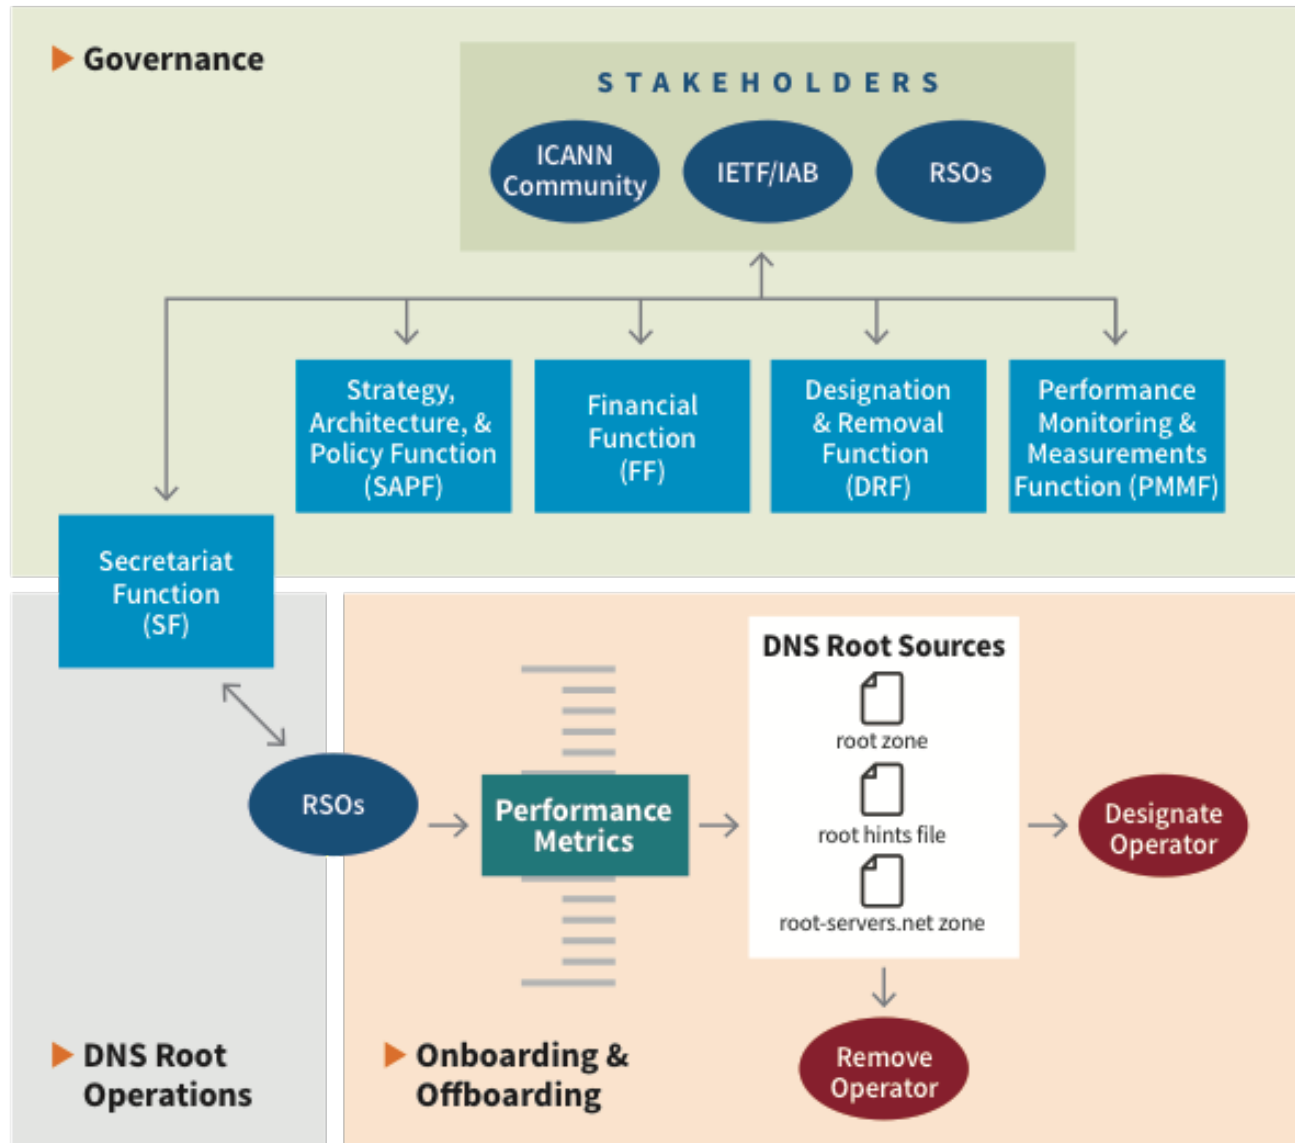 Governance
STAKEHOLDERS
ICANN
Community
IETF/IAB
RSOs
Strategy,
Architecture, &
Policy Function
(SAPF)
Financial
Function
(FF)
Designation
& Removal
Function
(DRF)
Performance
Monitoring &
Measurements
Function (PMMF)
Secretariat
Function
(SF)
RSOs
Performance
Metrics
DNS Root Sources
root zone
root hints file
root-servers.net zone
Designate
Operator
Remove
Operator
DNS Root
Operations
Onboarding &
Offboarding